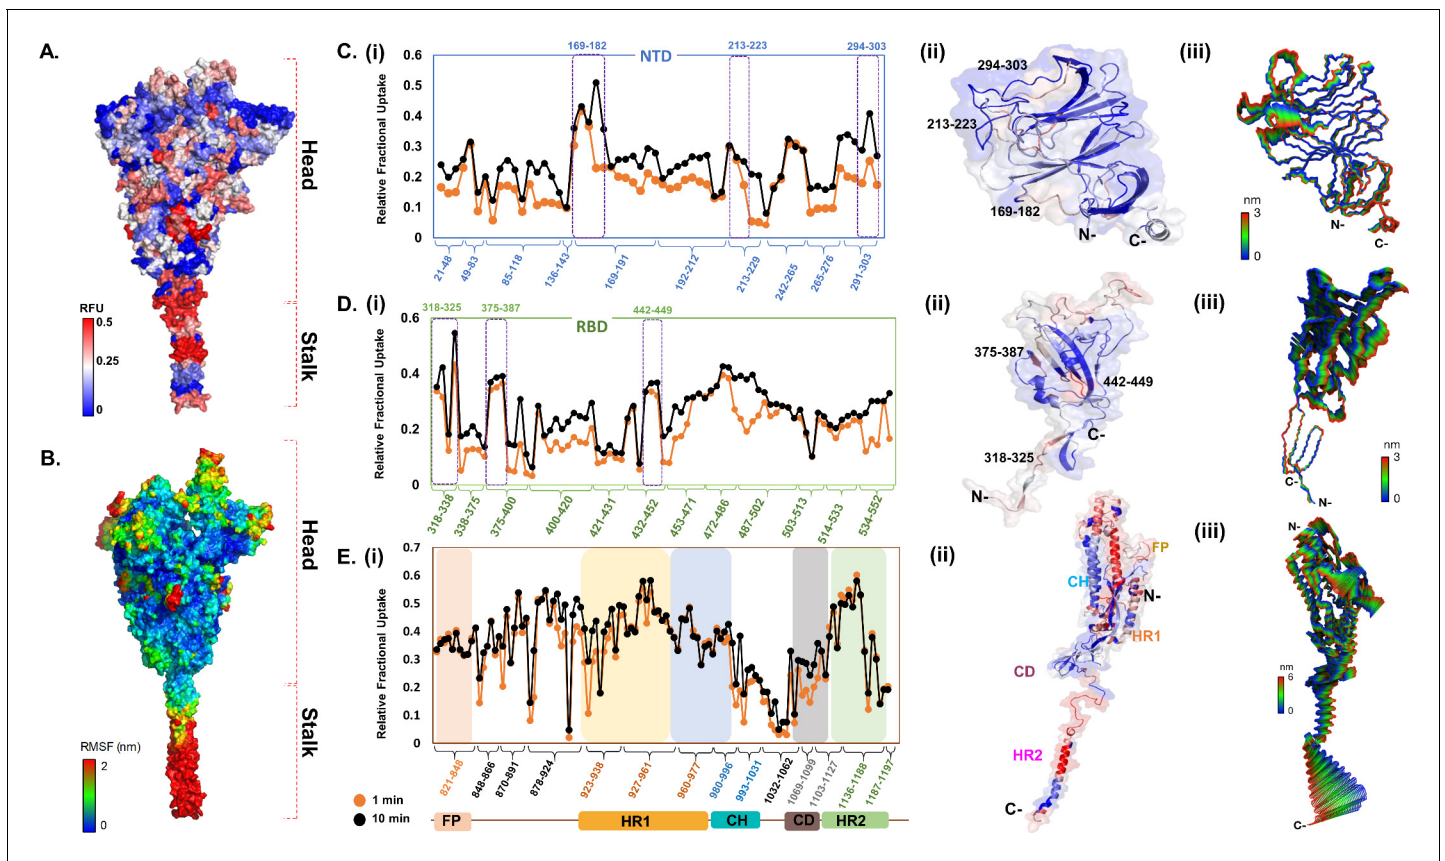 A.
Head
Stalk
RFU
0.5
0.25
0
B.
Head
Stalk
RMSF (nm)
2
0
C. (i)
169-182
213-223
294-303
NTD
Relative Fractional Uptake
0.6
0.5
0.4
0.3
0.2
0.1
0
21-48
49-83
85-118
136-143
169-191
192-212
213-229
242-265
265-276
291-303
(ii)
294-303
213-223
169-182
N-
C-
(iii)
nm
3
0
N-
C-
D. (i)
318-325
375-387
442-449
RBD
Relative Fractional Uptake
0.6
0.4
0.2
0
318-338
338-375
375-400
400-420
421-431
432-452
453-471
472-486
487-502
503-513
514-533
534-552
(ii)
375-387
442-449
C-
318-325
N-
(iii)
nm
3
0
C-
N-
E. (i)
Relative Fractional Uptake
0.7
0.6
0.5
0.4
0.3
0.2
0.1
0
821-848
848-866
870-891
878-924
923-938
927-961
960-977
980-996
993-1031
1032-1062
1069-1099
1103-1127
1136-1188
1187-1197
1 min
10 min
FP
HR1
CH
CD
HR2
(ii)
FP
CH
N-
HR1
CD
HR2
C-
(iii)
N-
nm
6
0
C-